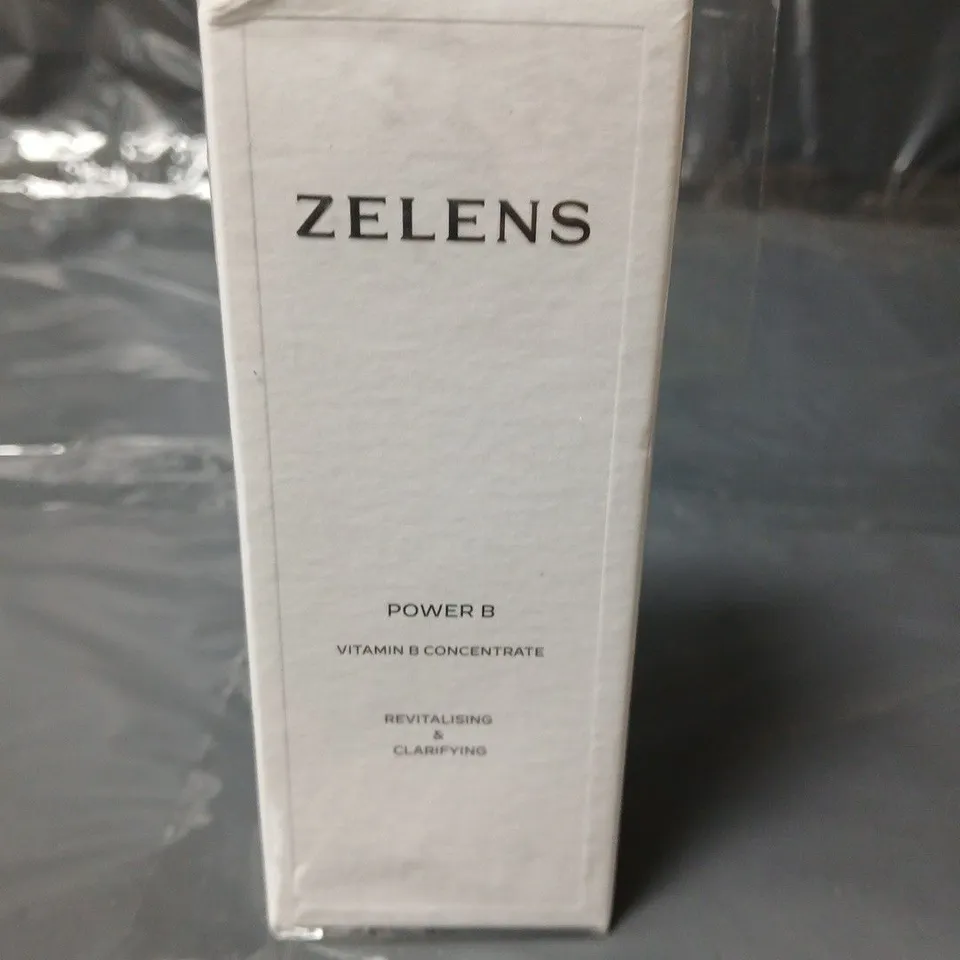 ZELENS
POWER B
VITAMIN B CONCENTRATE
REVITALISING
&
CLARIFYING